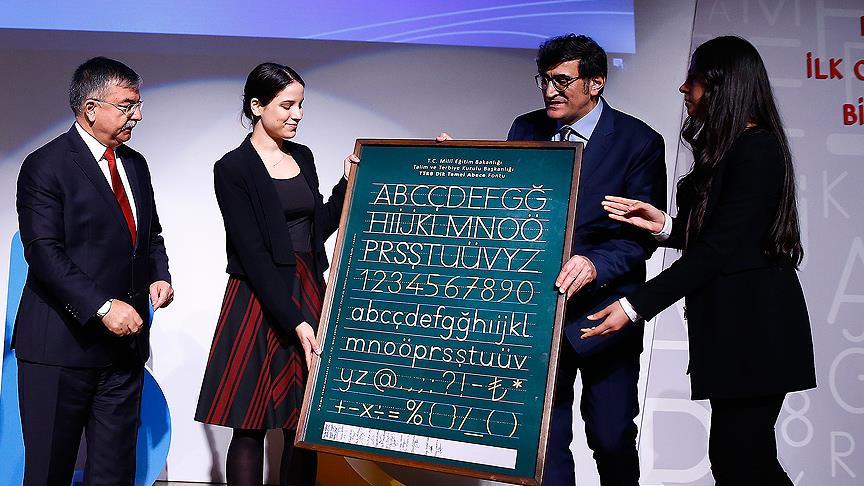 T.C. Millî Eğitim Bakanlığı
Talim ve Terbiye Kurulu Başkanlığı
TTKB Dik Temel Abece Fontu
ABCÇDEFGĞ
HIİJKLMNOÖ
PRSŞTUÜVYZ
1234567890
abcçdefgğhıijkl
mnoöprsştuüv
yz@.,:;?!-₺*
+-x÷=%()/_()
İLK O
Bİ